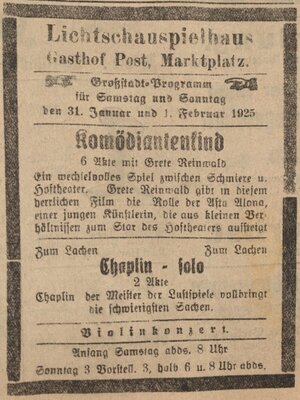 Lichtschauspielhaus
Gasthof Post, Marktplatz.
Großstadt-Programm
für Samstag und Sonntag
den 31. Januar und 1. Februar 1925
Komödiantenkind
6 Akte mit Grete Reinwald
Ein wechselvolles Spiel zwischen Schmiere u.
Hoftheater. Grete Reinwald gibt in diesem
herrlichen Film die Rolle der Asta Alona,
einer jungen Künstlerin, die aus kleinen Ver-
hältnissen zum Star des Hoftheaters aufsteigt
Zum Lachen Zum Lachen
Chaplin - solo
2 Akte
Chaplin der Meister der Lustspiele vollbringt
die schwierigsten Sachen.
Violinkonzert.
Anfang Samstag abds. 8 Uhr
Sonntag 3 Vorstell. 3, halb 6 u. 8 Uhr abds.